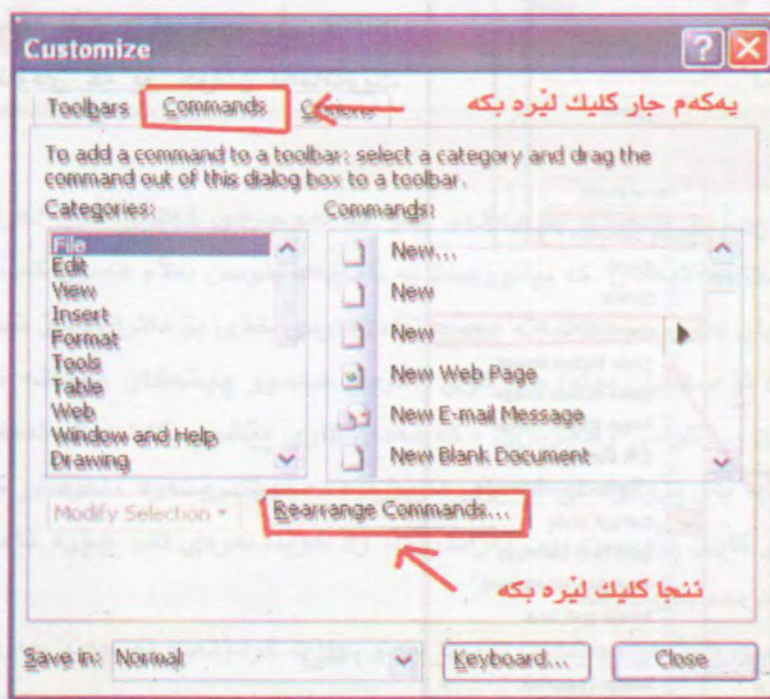 Customize
Toolbars Commands Options یەکەم جار کلیك لێرە بکە
To add a command to a toolbar: select a category and drag the
command out of this dialog box to a toolbar.
Categories: Commands:
File New...
Edit New
View New
Insert New Web Page
Format New E-mail Message
Tools New Blank Document
Table
Web
Window and Help
Drawing
Modify Selection Rearrange Commands...
ئنجا کلیك لێرە بکە
Save in: Normal Keyboard... Close